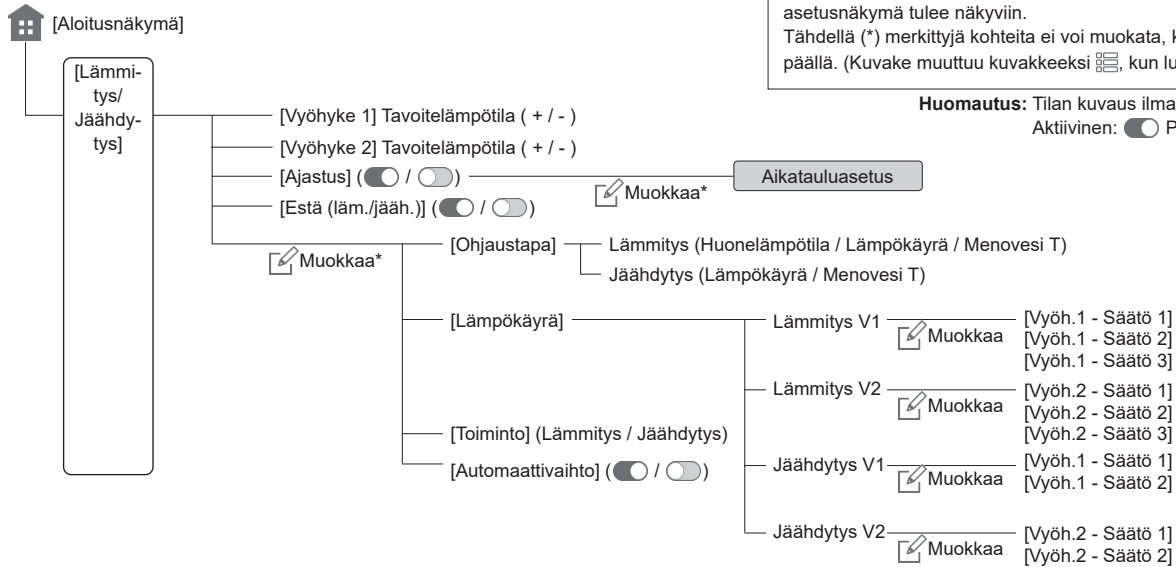 asetusnäkymä tulee näkyviin.
Tähdellä (*) merkittyjä kohteita ei voi muokata,
päällä. (Kuvake muuttuu kuvakkeeksi , kun
Huomautus: Tilan kuvaus
Aktiivinen:
[Aloitusnäkymä]
[Lämmi-
tys/
Jäähdy-
tys]
[Vyöhyke 1] Tavoitelämpötila ( + / - )
[Vyöhyke 2] Tavoitelämpötila ( + / - )
[Ajastus] ( / )
Muokkaa*
Aikatauluasetus
[Estä (läm./jääh.)] ( / )
Muokkaa*
[Ohjaustapa]
Lämmitys (Huonelämpötila / Lämpökäyrä / Menovesi T)
Jäähdytys (Lämpökäyrä / Menovesi T)
[Lämpökäyrä]
Lämmitys V1
Muokkaa
[Vyöh.1 - Säätö 1]
[Vyöh.1 - Säätö 2]
[Vyöh.1 - Säätö 3]
Lämmitys V2
Muokkaa
[Vyöh.2 - Säätö 1]
[Vyöh.2 - Säätö 2]
[Vyöh.2 - Säätö 3]
Jäähdytys V1
Muokkaa
[Vyöh.1 - Säätö 1]
[Vyöh.1 - Säätö 2]
Jäähdytys V2
Muokkaa
[Vyöh.2 - Säätö 1]
[Vyöh.2 - Säätö 2]
[Toiminto] (Lämmitys / Jäähdytys)
[Automaattivaihto] ( / )